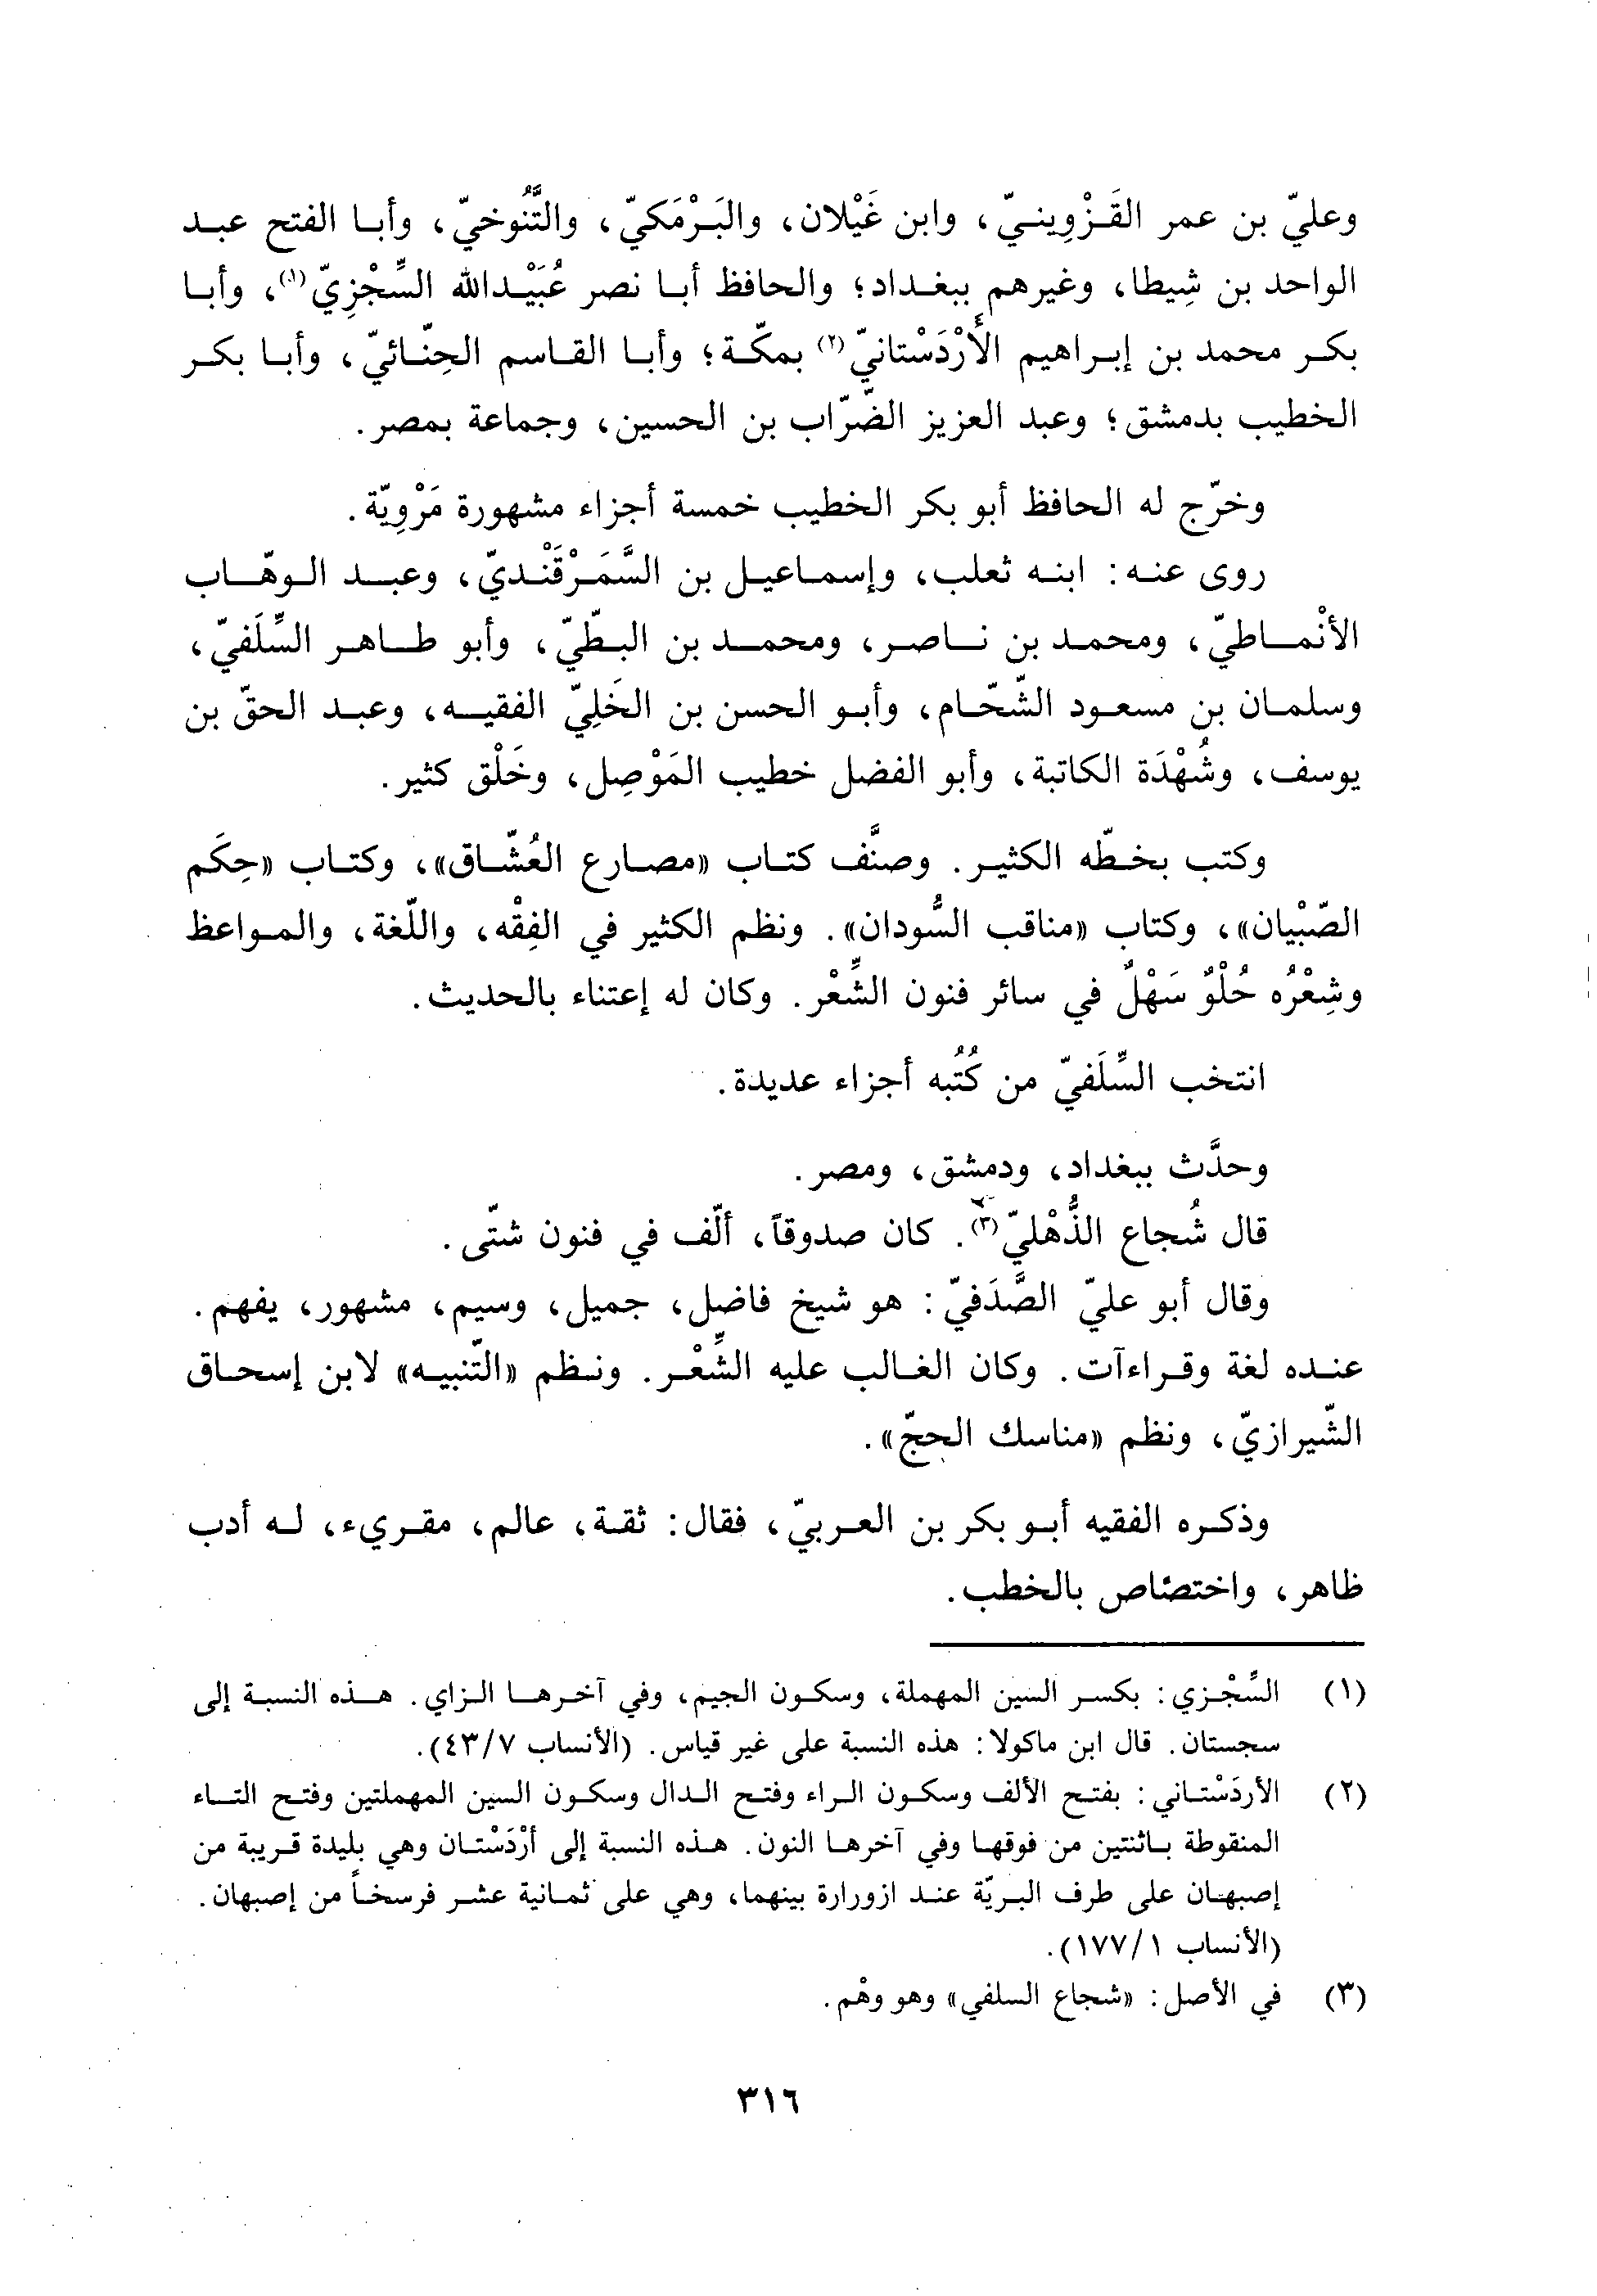 وعليّ بن عمر القَزْوِينيّ، وابن غَيْلان، والبَرْمَكيّ، والتَّنُوخيّ، وأبا الفتح عبد
الواحد بن شِيطا، وغيرهم ببغداد؛ والحافظ أبا نصر عُبَيْدالله السِّجْزِيّ(١)، وأبا
بكر محمد بن إبراهيم الأَرْدَسْتانيّ(٢) بمكّة؛ وأبا القاسم الحِنّائيّ، وأبا بكر
الخطيب بدمشق؛ وعبد العزيز الضّرّاب بن الحسين، وجماعة بمصر.
وخرّج له الحافظ أبو بكر الخطيب خمسة أجزاء مشهورة مَرْوِيّة.
روى عنه: ابنه ثعلب، وإسماعيل بن السَّمَرْقَنْديّ، وعبد الوهّاب
الأنْماطيّ، ومحمد بن ناصر، ومحمد بن البطّيّ، وأبو طاهر السِّلَفيّ،
وسلمان بن مسعود الشّحّام، وأبو الحسن بن الخَلِيّ الفقيه، وعبد الحقّ بن
يوسف، وشُهْدَة الكاتبة، وأبو الفضل خطيب المَوْصِل، وخَلْق كثير.
وكتب بخطّه الكثير. وصنَّف كتاب «مصارع العُشّاق»، وكتاب «حِكَم
الصّبْيان»، وكتاب «مناقب السُّودان». ونظم الكثير في الفِقْه، واللّغة، والمواعظ
وشِعْرُه حُلْوٌ سَهْلٌ في سائر فنون الشِّعْر. وكان له إعتناء بالحديث.
انتخب السِّلَفيّ من كُتُبه أجزاء عديدة.
وحدَّث ببغداد، ودمشق، ومصر.
قال شُجاع الذُّهْليّ(٣). كان صدوقاً، ألّف في فنون شتّى.
وقال أبو عليّ الصَّدَفيّ: هو شيخ فاضل، جميل، وسيم، مشهور، يفهم.
عنده لغة وقراءآت. وكان الغالب عليه الشِّعْر. ونظم «التّنبيه» لابن إسحاق
الشّيرازيّ، ونظم «مناسك الحجّ».
وذكره الفقيه أبو بكر بن العربيّ، فقال: ثقة، عالم، مقريء، له أدب
ظاهر، واختصاص بالخطب.
(١) السِّجْزي: بكسر السين المهملة، وسكون الجيم، وفي آخرها الزاي. هذه النسبة إلى
سجستان. قال ابن ماكولا: هذه النسبة على غير قياس. (الأنساب ٤٣/٧).
(٢) الأردَسْتاني: بفتح الألف وسكون الراء وفتح الدال وسكون السين المهملتين وفتح التاء
المنقوطة باثنتين من فوقها وفي آخرها النون. هذه النسبة إلى أرْدَسْتان وهي بليدة قريبة من
إصبهان على طرف البريّة عند ازورارة بينهما، وهي على ثمانية عشر فرسخاً من إصبهان.
(الأنساب ١٧٧/١).
(٣) في الأصل: «شجاع السلفي» وهو وهْم.
٣١٦